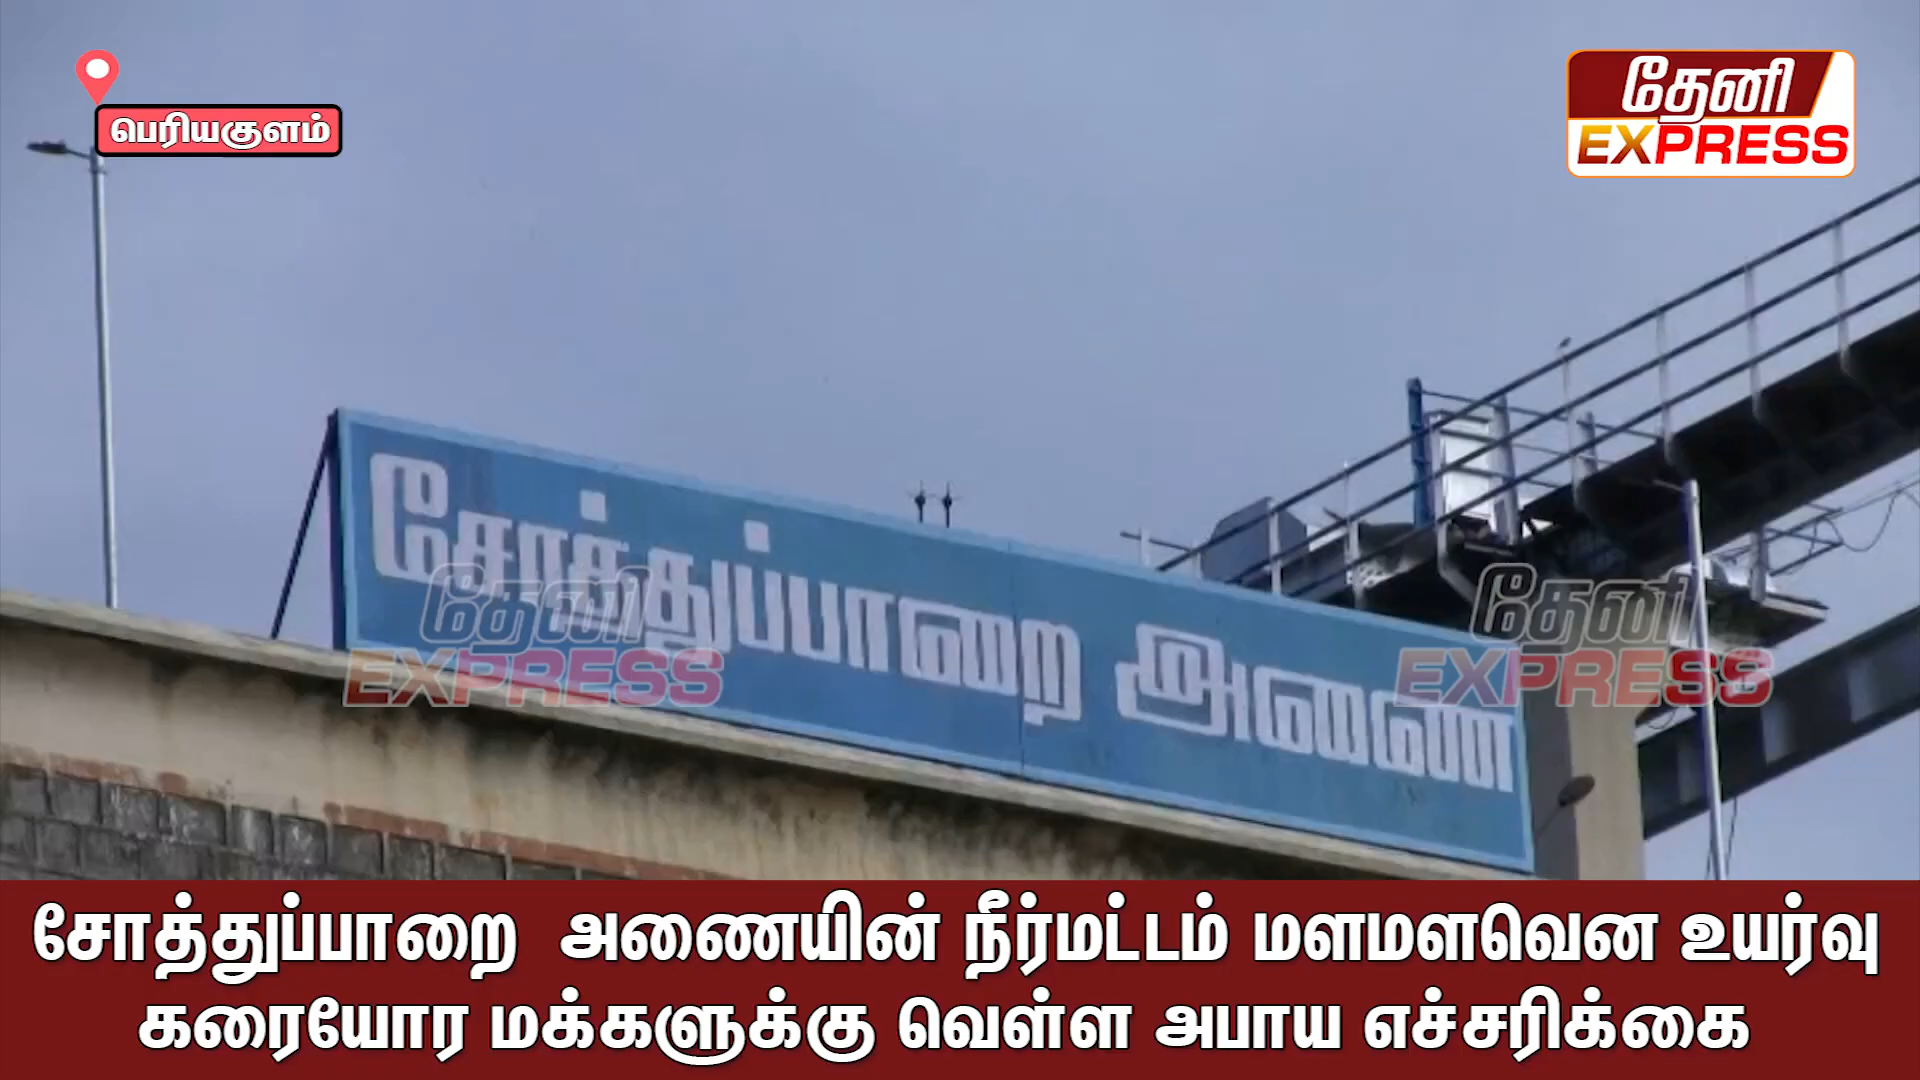 பெரியகுளம்
தேனி
EXPRESS
சோத்துப்பாறை அணை
தேனி
EXPRESS
தேனி
EXPRESS
சோத்துப்பாறை அணையின் நீர்மட்டம் மளமளவென உயர்வு
கரையோர மக்களுக்கு வெள்ள அபாய எச்சரிக்கை